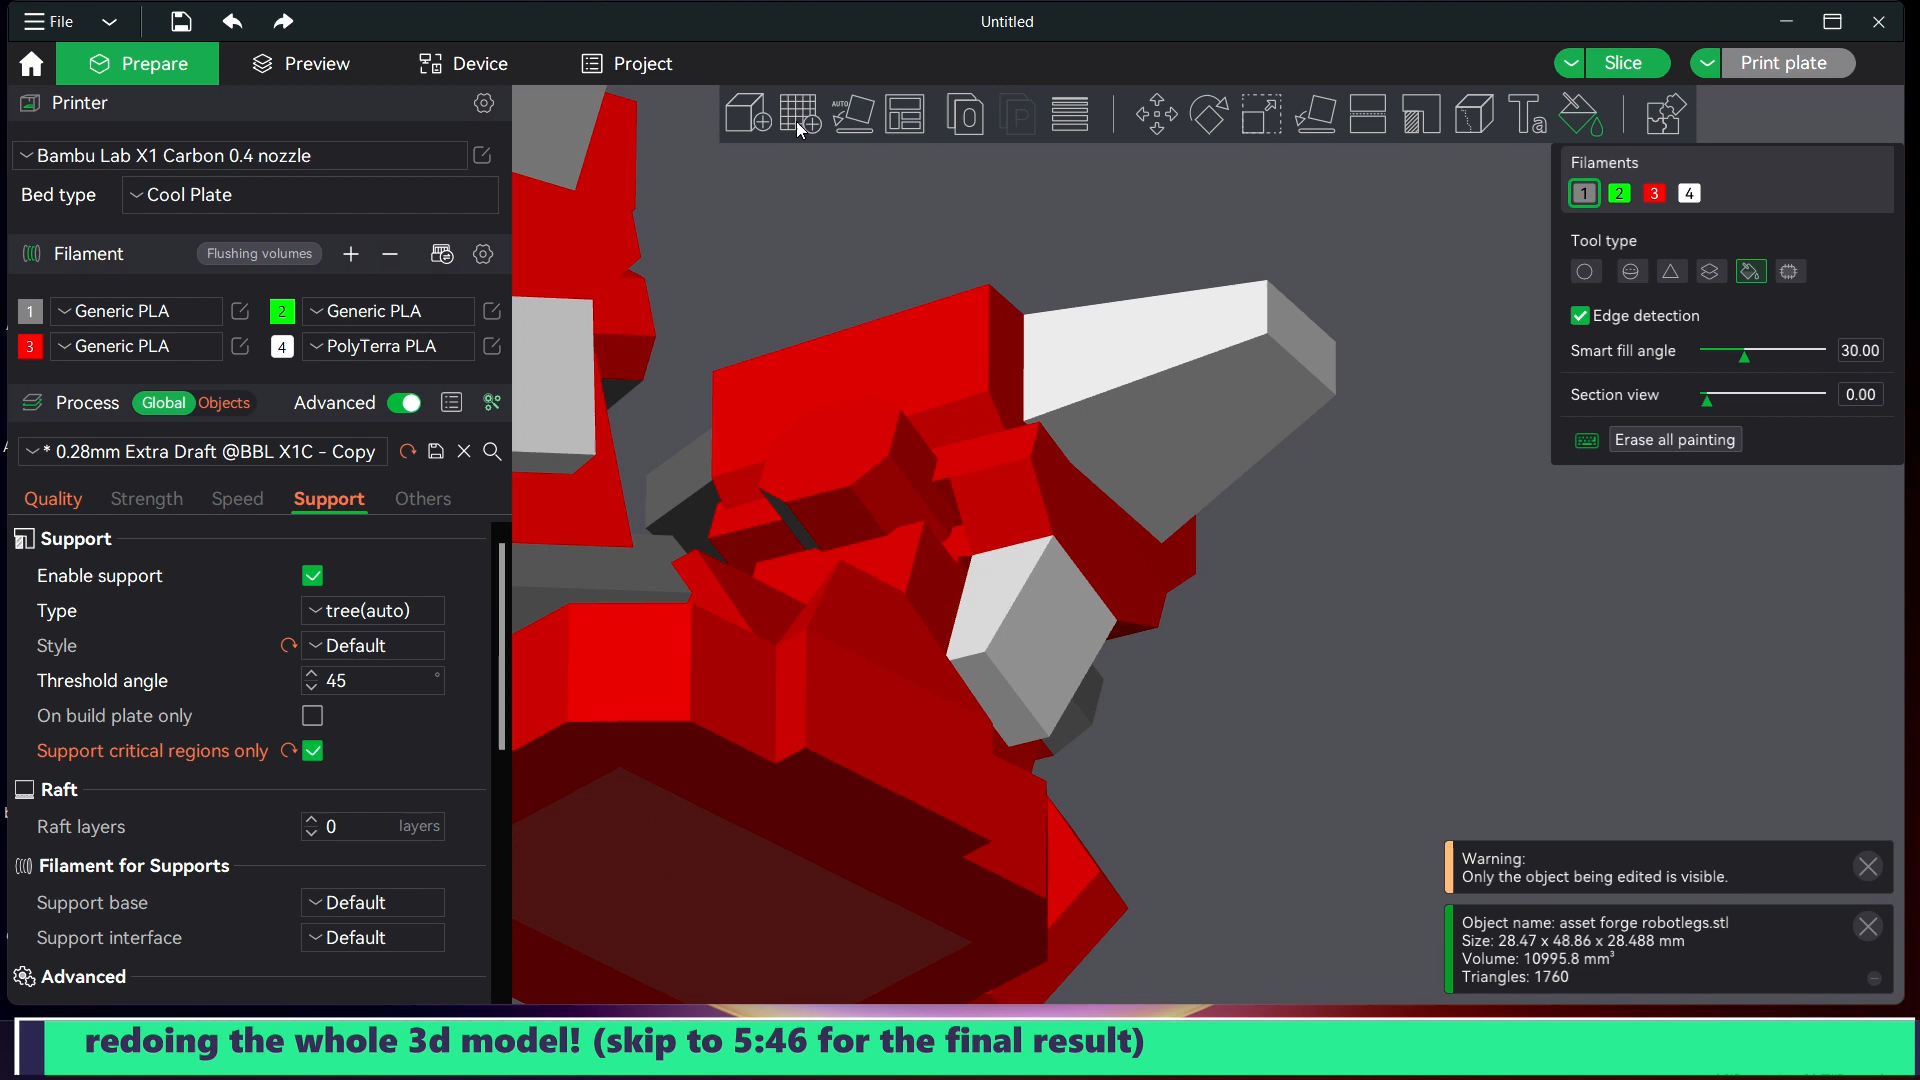 File
Untitled
Prepare
Preview
Device
Project
Slice
Print plate
Printer
Bambu Lab X1 Carbon 0.4 nozzle
Bed type
Cool Plate
Filament
Flushing volumes
1 Generic PLA
2 Generic PLA
3 Generic PLA
4 PolyTerra PLA
Process
Global
Objects
Advanced
* 0.28mm Extra Draft @BBL X1C - Copy
Quality
Strength
Speed
Support
Others
Support
Enable support
Type
tree(auto)
Style
Default
Threshold angle
45 °
On build plate only
Support critical regions only
Raft
Raft layers
0 layers
Filament for Supports
Support base
Default
Support interface
Default
Advanced
AUTO
Filaments
1 2 3 4
Tool type
Edge detection
Smart fill angle
30.00
Section view
0.00
Erase all painting
Warning:
Only the object being edited is visible.
Object name: asset forge robotlegs.stl
Size: 28.47 x 48.86 x 28.488 mm
Volume: 10995.8 mm³
Triangles: 1760
redoing the whole 3d model! (skip to 5:46 for the final result)